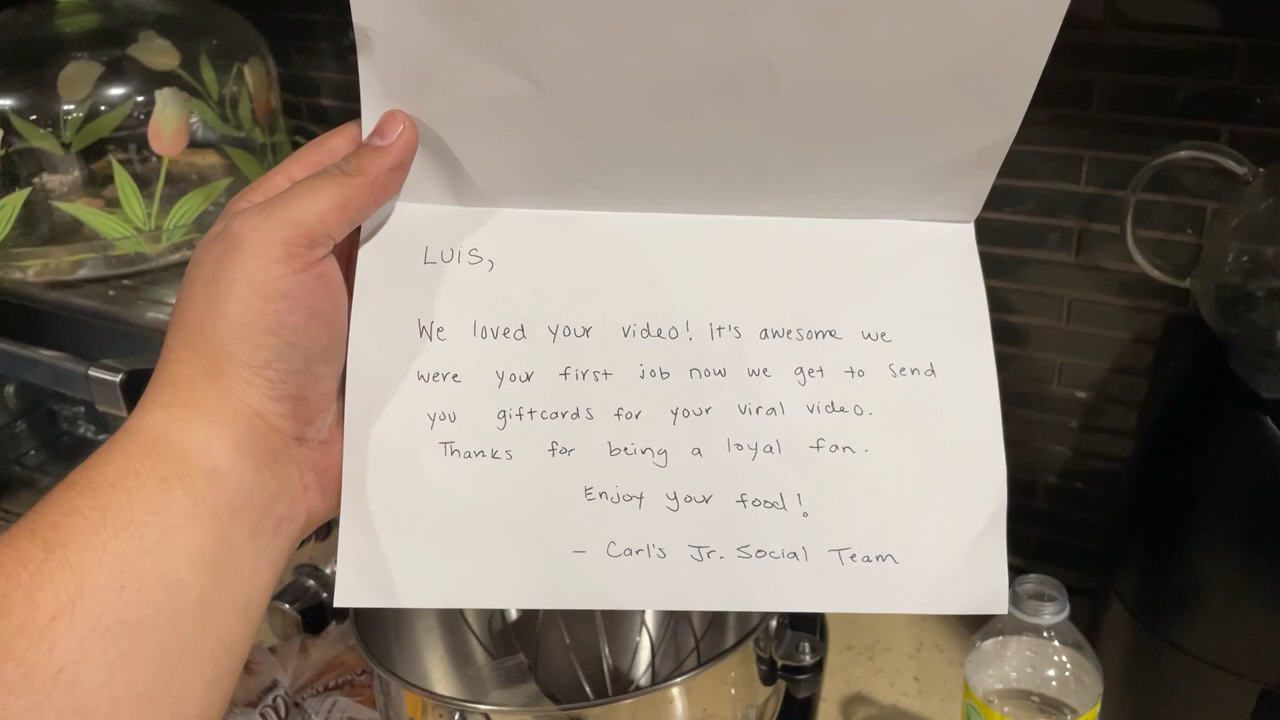 LUIS,
We loved your video! It's awesome we
were your first job now we get to send
you giftcards for your viral video.
Thanks for being a loyal fan.
Enjoy your food!
- Carl's Jr. Social Team